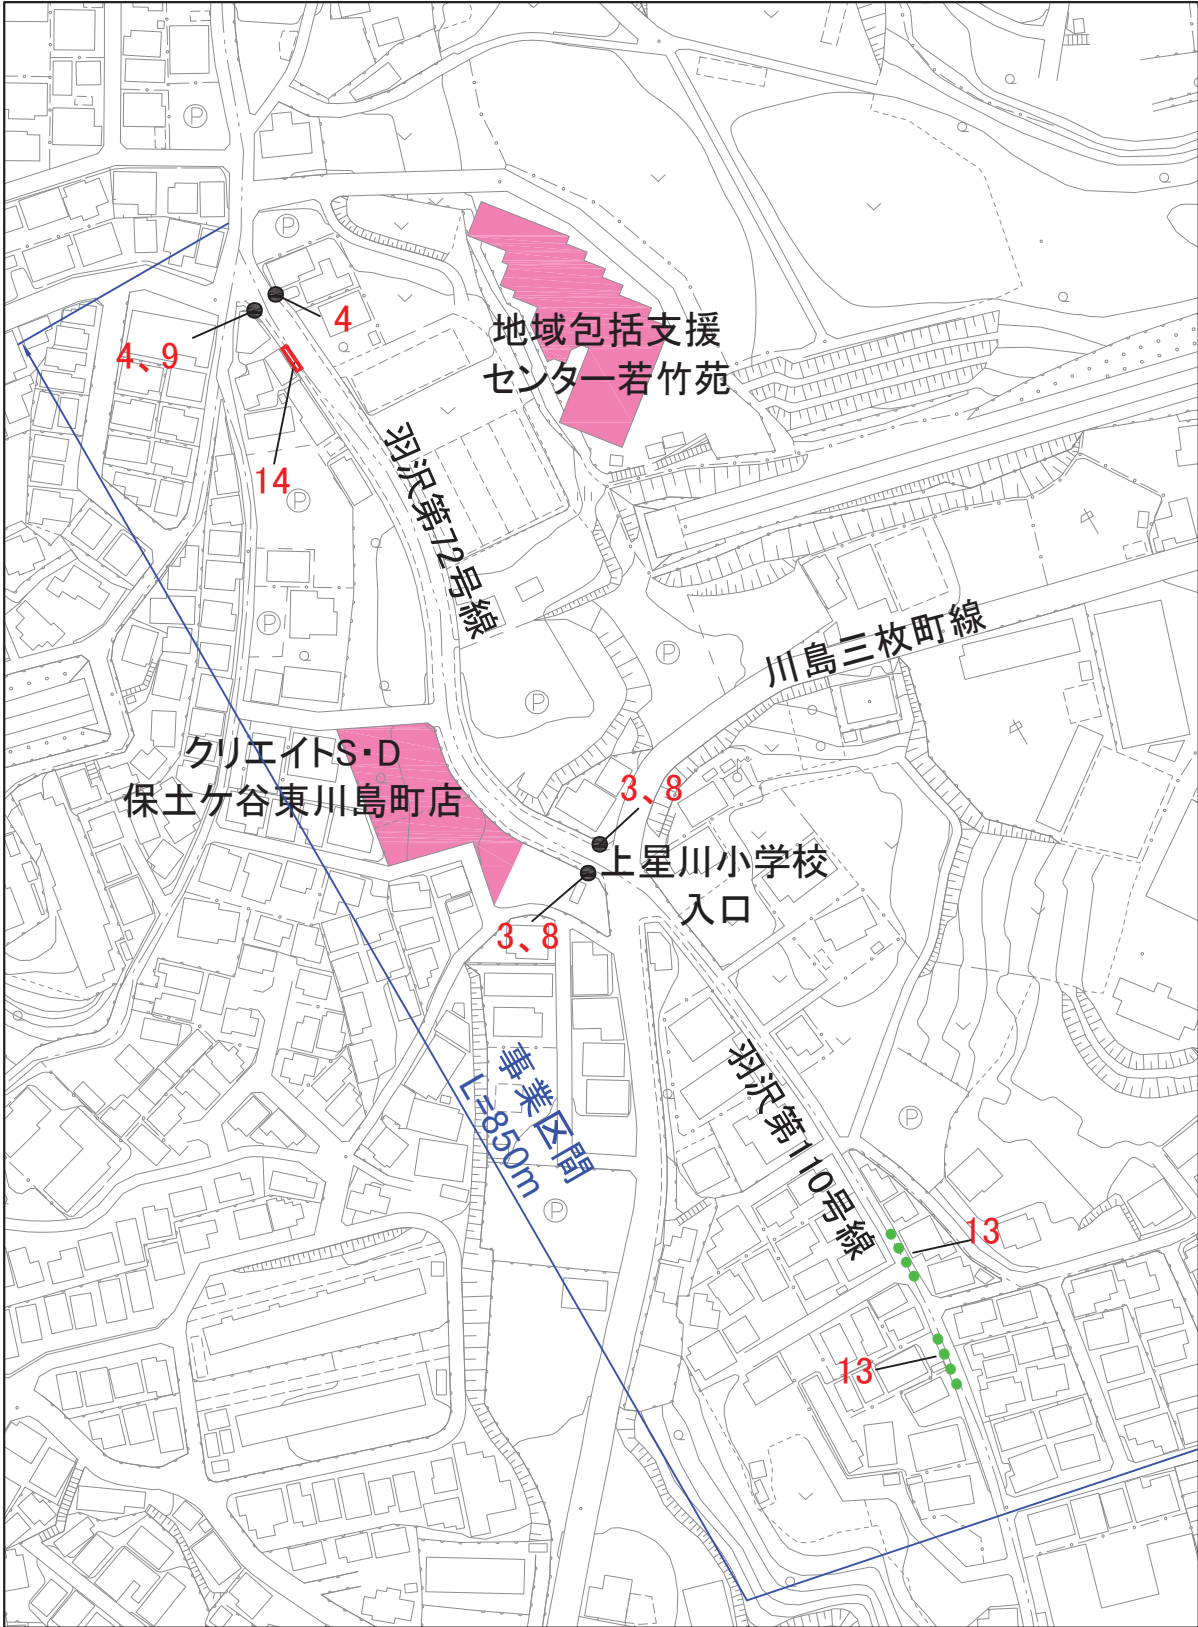 Ⓟ
Ⓟ
4
4、9
地域包括支援
センター若竹苑
14
Ⓟ
羽沢第72号線
Ⓟ
川島三枚町線
Ⓟ
Ⓟ
クリエイトS・D
保土ケ谷東川島町店
3、8
上星川小学校
入口
3、8
事業区間
L=850m
羽沢第110号線
Ⓟ
Ⓟ
13
13